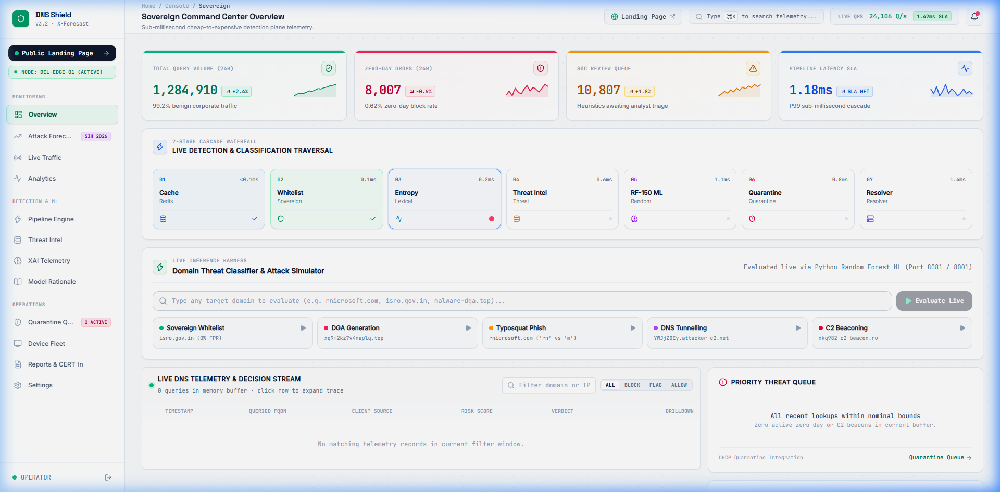 DNS Shield
v3.2 · X-Forecast
Public Landing Page →
NODE: DEL-EDGE-01 (ACTIVE)
MONITORING
Overview
Attack Forec... SIH 2026
Live Traffic
Analytics
DETECTION & ML
Pipeline Engine
Threat Intel
XAI Telemetry
Model Rationale
OPERATIONS
Quarantine Q... 2 ACTIVE
Device Fleet
Reports & CERT-In
Settings
OPERATOR
Home / Console / Sovereign
Sovereign Command Center Overview
Sub-millisecond cheap-to-expensive detection plane telemetry.
Landing Page
Type ⌘K to search telemetry...
LIVE QPS 24,106 Q/s 1.42ms SLA
TOTAL QUERY VOLUME (24H)
1,284,910 +2.4%
99.2% benign corporate traffic
ZERO-DAY DROPS (24H)
8,007 -0.5%
0.62% zero-day block rate
SOC REVIEW QUEUE
10,807 +1.8%
Heuristics awaiting analyst triage
PIPELINE LATENCY SLA
1.18ms SLA MET
P99 sub-millisecond cascade
7-STAGE CASCADE WATERFALL
LIVE DETECTION & CLASSIFICATION TRAVERSAL
01 <0.1ms
Cache
Redis
02 0.1ms
Whitelist
Sovereign
03 0.2ms
Entropy
Lexical
04 0.6ms
Threat Intel
Threat
05 1.1ms
RF-150 ML
Random
06 0.8ms
Quarantine
Quarantine
07 1.4ms
Resolver
Resolver
LIVE INFERENCE HARNESS
Domain Threat Classifier & Attack Simulator
Evaluated live via Python Random Forest ML (Port 8081 / 8001)
Type any target domain to evaluate (e.g. rnicrosoft.com, isro.gov.in, malware-dga.top)...
Evaluate Live
Sovereign Whitelist
isro.gov.in (0% FPR)
DGA Generation
xq9m2kz7v4naplq.top
Typosquat Phish
rnicrosoft.com ('rn' vs 'm')
DNS Tunnelling
YWJjZDEy.attacker-c2.net
C2 Beaconing
xkq982-c2-beacon.ru
LIVE DNS TELEMETRY & DECISION STREAM
0 queries in memory buffer · click row to expand trace
Filter domain or IP
ALL BLOCK FLAG ALLOW
TIMESTAMP QUERIED FQDN CLIENT SOURCE RISK SCORE VERDICT DRILLDOWN
No matching telemetry records in current filter window.
PRIORITY THREAT QUEUE
All recent lookups within nominal bounds
Zero active zero-day or C2 beacons in current buffer.
DHCP Quarantine Integration
Quarantine Queue →